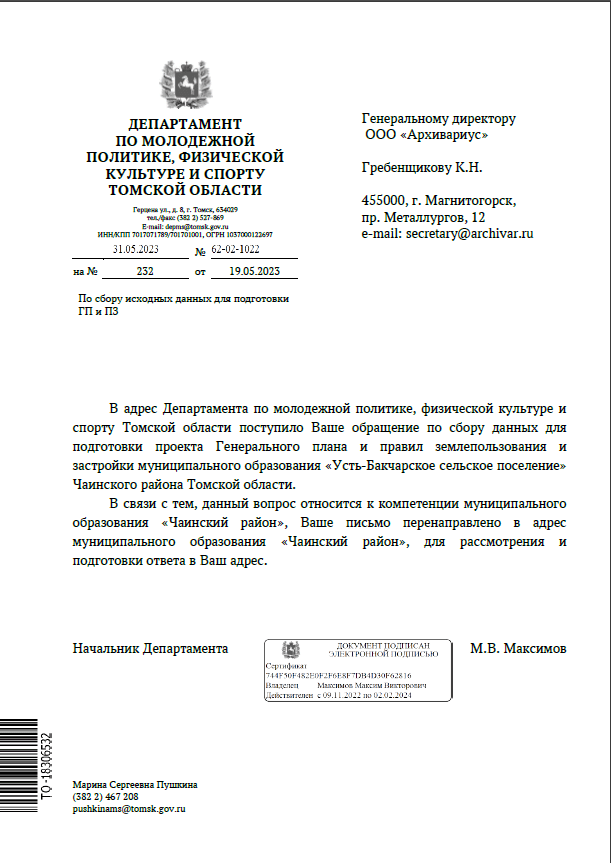 ДЕПАРТАМЕНТ
ПО МОЛОДЕЖНОЙ
ПОЛИТИКЕ, ФИЗИЧЕСКОЙ
КУЛЬТУРЕ И СПОРТУ
ТОМСКОЙ ОБЛАСТИ
Герцена ул., д. 8, г. Томск, 634029
тел./факс (382 2) 527-869
E-mail: depms@tomsk.gov.ru
ИНН/КПП 7017071789/701701001, ОГРН 1037000122697
31.05.2023 № 62-02-1022
на № 232 от 19.05.2023
По сбору исходных данных для подготовки
ГП и ПЗ
Генеральному директору
ООО «Архивариус»
Гребенщикову К.Н.
455000, г. Магнитогорск,
пр. Металлургов, 12
e-mail: secretary@archivar.ru
В адрес Департамента по молодежной политике, физической культуре и
спорту Томской области поступило Ваше обращение по сбору данных для
подготовки проекта Генерального плана и правил землепользования и
застройки муниципального образования «Усть-Бакчарское сельское поселение»
Чаинского района Томской области.
В связи с тем, данный вопрос относится к компетенции муниципального
образования «Чаинский район», Ваше письмо перенаправлено в адрес
муниципального образования «Чаинский район», для рассмотрения и
подготовки ответа в Ваш адрес.
Начальник Департамента
ДОКУМЕНТ ПОДПИСАН
ЭЛЕКТРОННОЙ ПОДПИСЬЮ
Сертификат
744F50F482E0F2F6E8F7DB4D30F62816
Владелец Максимов Максим Викторович
Действителен с 09.11.2022 по 02.02.2024
М.В. Максимов
ТО-18306532
Марина Сергеевна Пушкина
(382 2) 467 208
pushkinams@tomsk.gov.ru